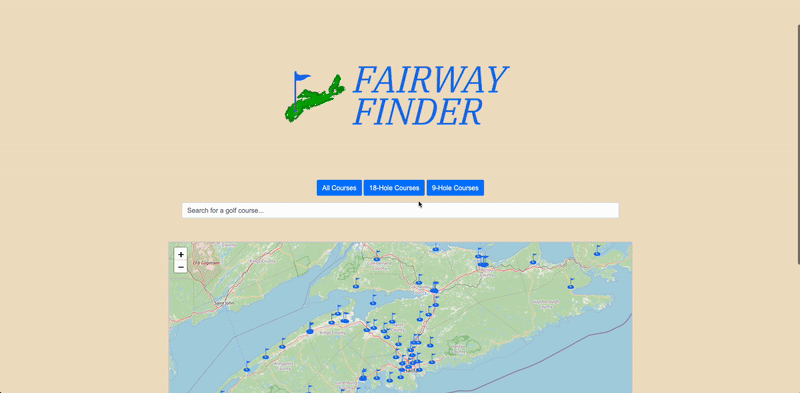 FAIRWAY
FINDER
All Courses
18-Hole Courses
9-Hole Courses
Search for a golf course...
+
−
Saint John